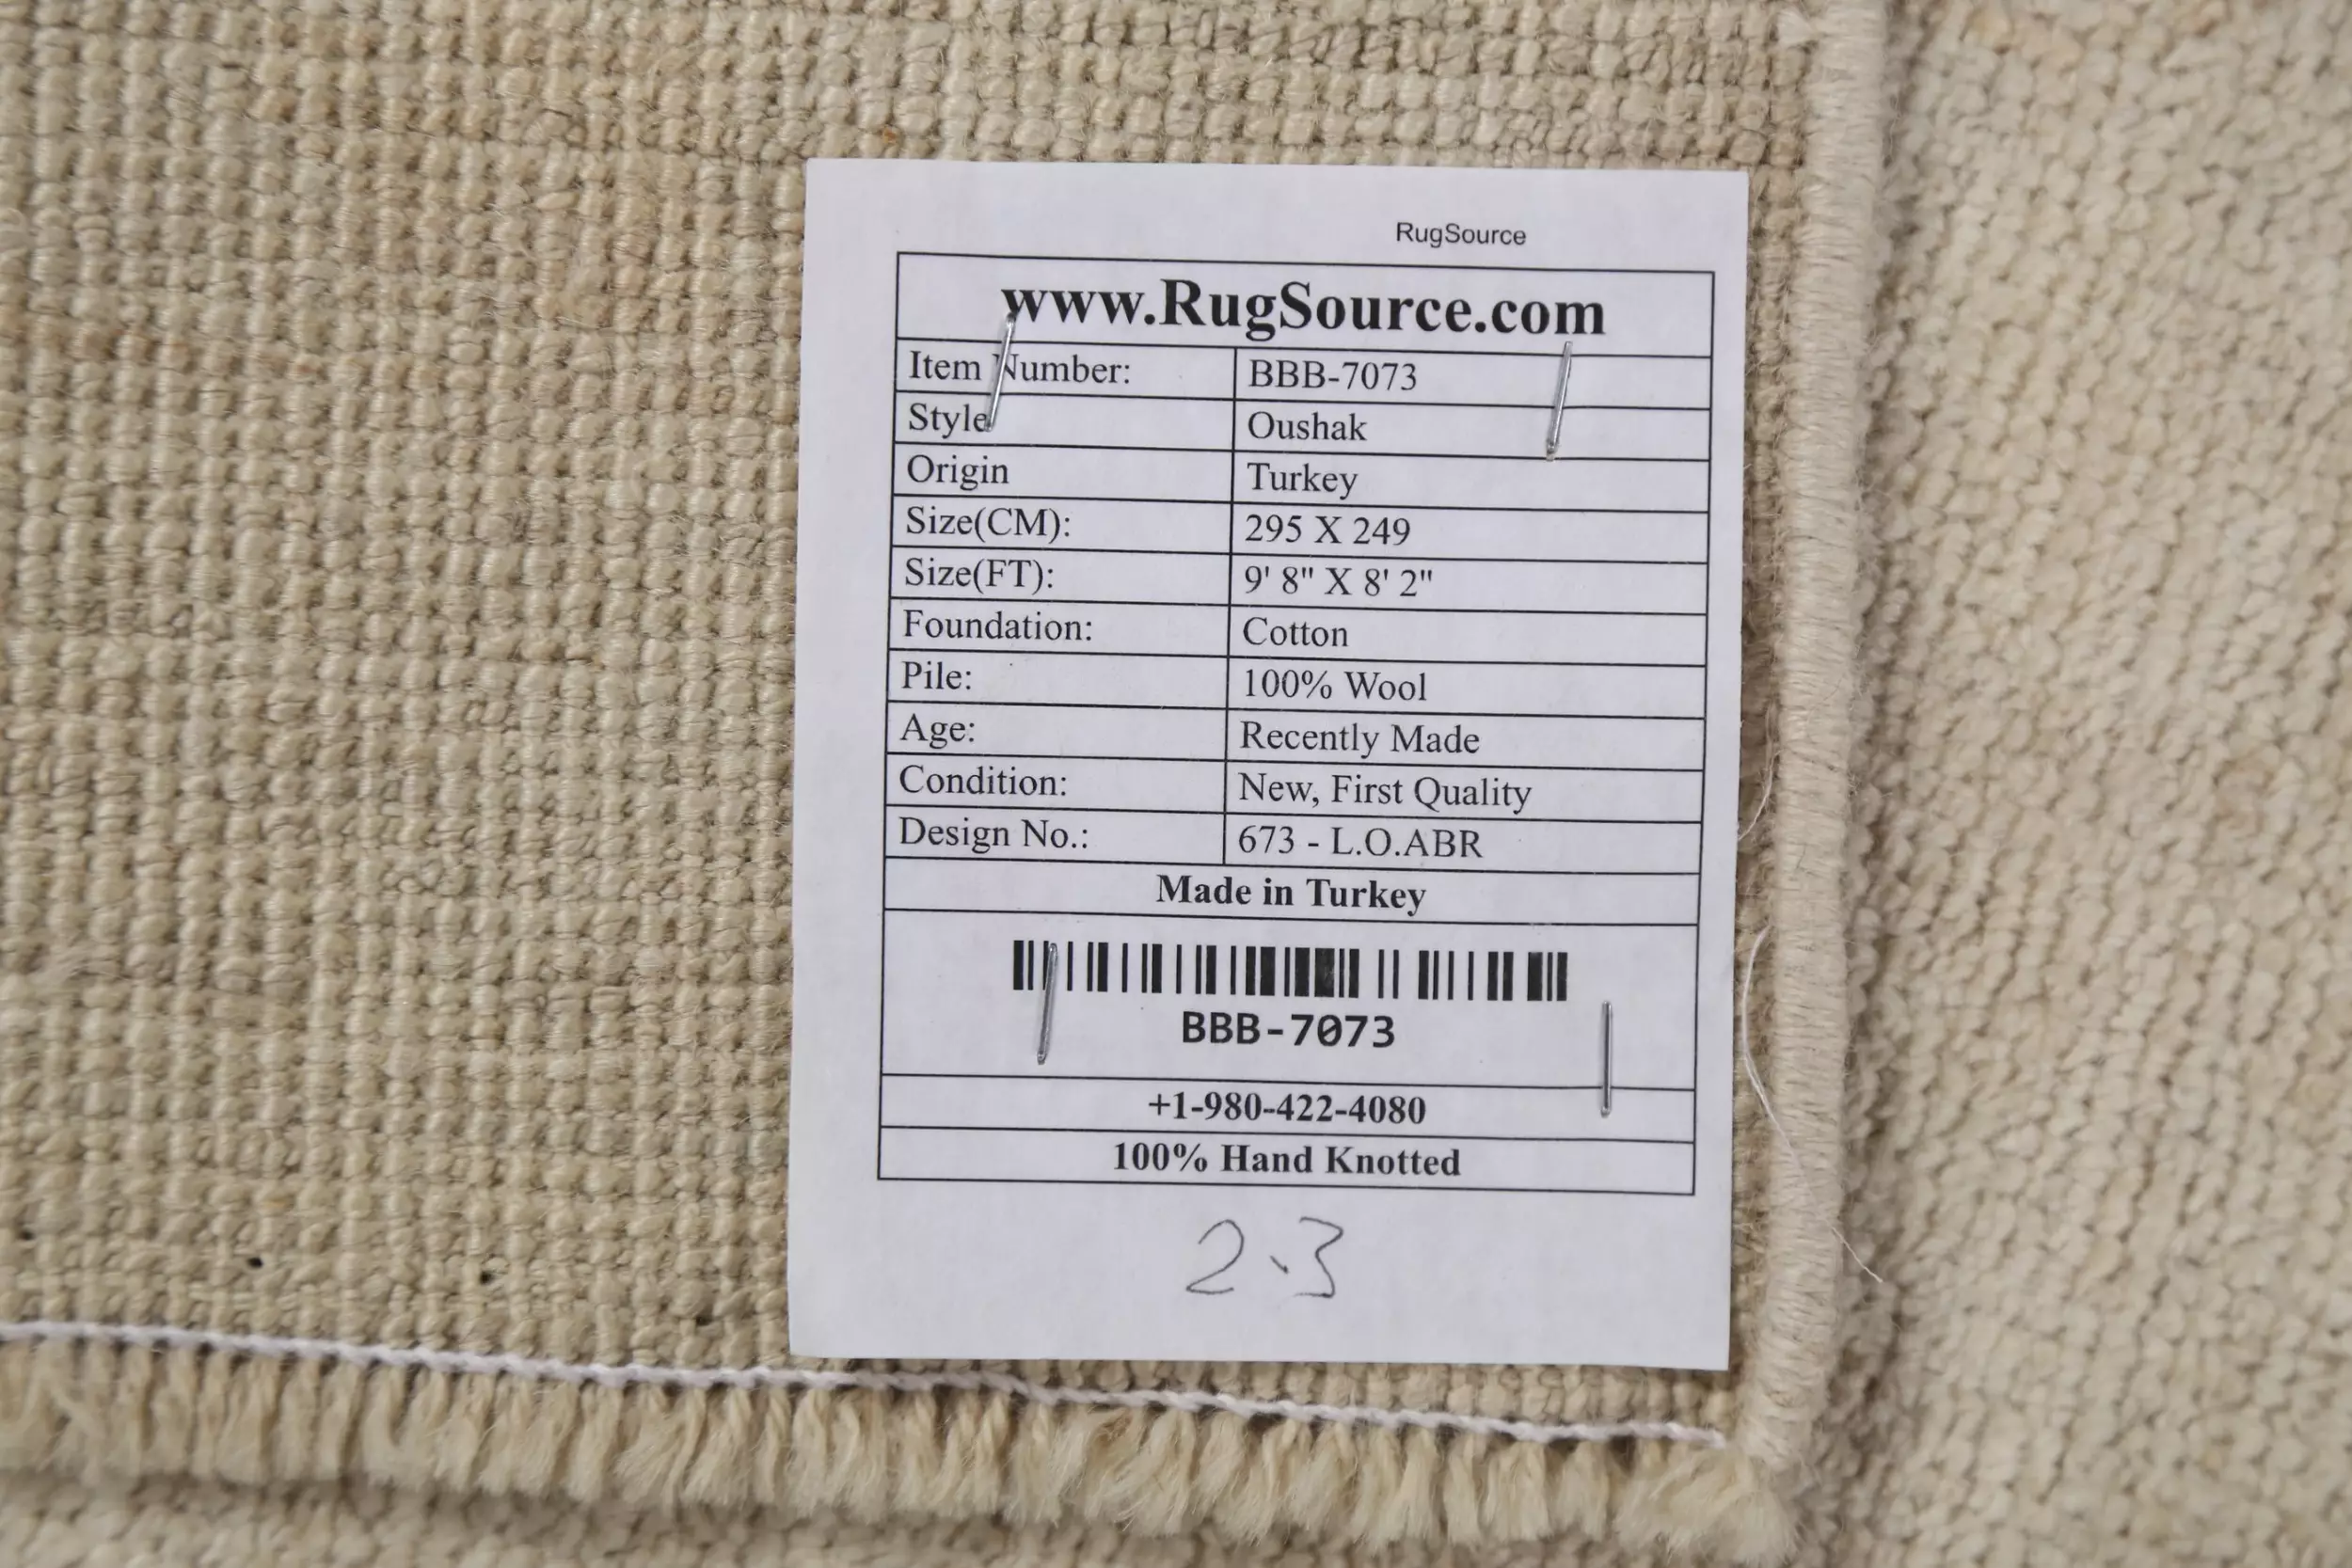 RugSource
www.RugSource.com
Item Number: BBB-7073
Style Oushak
Origin Turkey
Size(CM): 295 X 249
Size(FT): 9' 8" X 8' 2"
Foundation: Cotton
Pile: 100% Wool
Age: Recently Made
Condition: New, First Quality
Design No.: 673 - L.O.ABR
Made in Turkey
BBB-7073
+1-980-422-4080
100% Hand Knotted
2.3